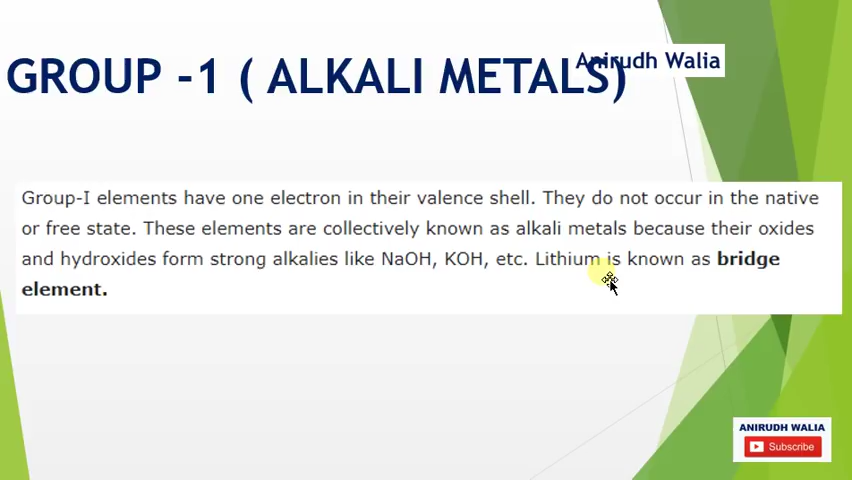 GROUP -1 ( ALKALI METALS)
Anirudh Walia
Group-I elements have one electron in their valence shell. They do not occur in the native
or free state. These elements are collectively known as alkali metals because their oxides
and hydroxides form strong alkalies like NaOH, KOH, etc. Lithium is known as bridge
element.
ANIRUDH WALIA
Subscribe